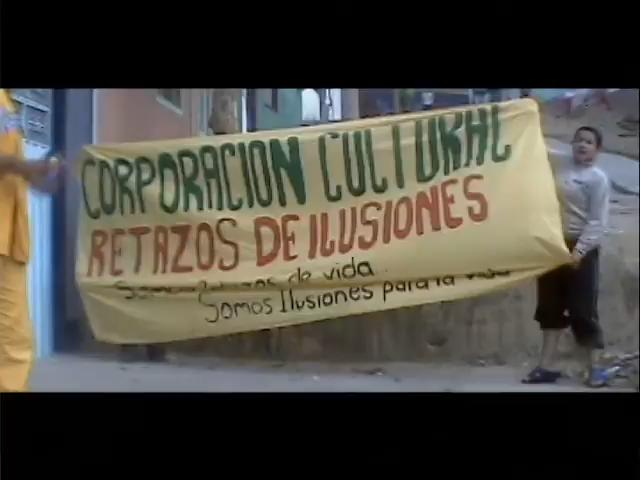 CORPORACION CULTURAL
RETAZOS DE ILUSIONES
de vida
Somos Ilusiones para la